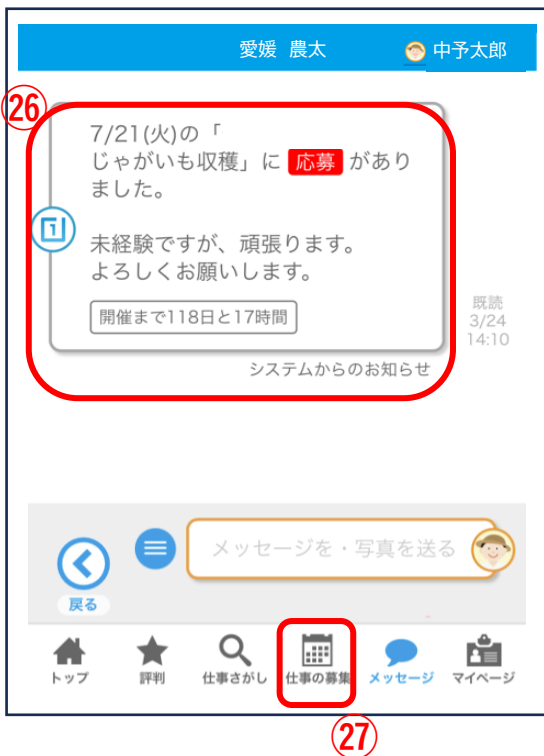 愛媛 農太 中予太郎
㉖
7/21(火)の「
じゃがいも収穫」に 応募 があり
ました。
未経験ですが、頑張ります。
よろしくお願いします。
開催まで118日と17時間
既読
3/24
14:10
システムからのお知らせ
メッセージを・写真を送る
戻る
トップ 評判 仕事さがし 仕事の募集 メッセージ マイページ
㉗